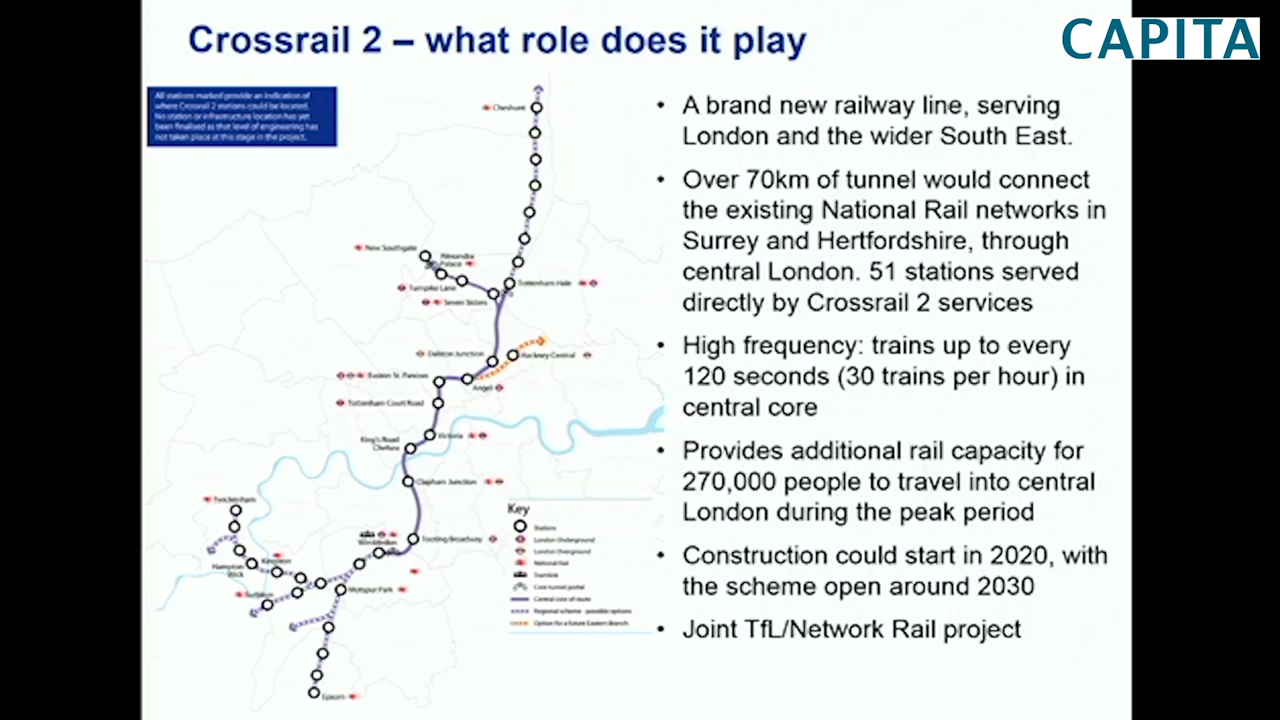 Crossrail 2 – what role does it play
CAPITA
All stations marked provide an indication of
where Crossrail 2 stations could be located.
No station or infrastructure location has yet
been finalised as that level of engineering has
not taken place at this stage in the project.
• A brand new railway line, serving
London and the wider South East.
• Over 70km of tunnel would connect
the existing National Rail networks in
Surrey and Hertfordshire, through
central London. 51 stations served
directly by Crossrail 2 services
• High frequency: trains up to every
120 seconds (30 trains per hour) in
central core
• Provides additional rail capacity for
270,000 people to travel into central
London during the peak period
• Construction could start in 2020, with
the scheme open around 2030
• Joint TfL/Network Rail project
Cheshunt
New Southgate
Alexandra
Palace
Turnpike Lane
Tottenham Hale
Seven Sisters
Dalston Junction
Hackney Central
Euston St. Pancras
Angel
Tottenham Court Road
Victoria
King's Road
Chelsea
Clapham Junction
Twickenham
Wimbledon
Tooting Broadway
Hampton
Wick
Kingston
Surbiton
Motspur Park
Epsom
Key
Stations
London Underground
London Overground
National Rail
Tramlink
Core tunnel portal
Central core of route
Regional scheme - possible options
Option for a future Eastern Branch